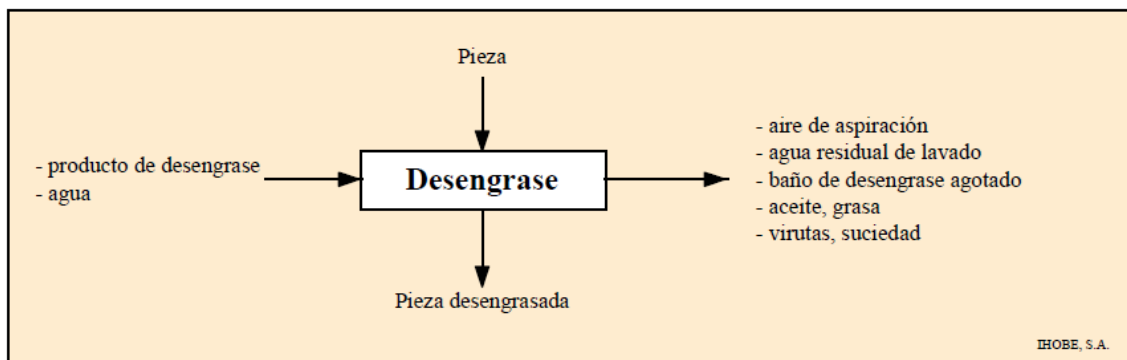 Pieza
- producto de desengrase
- agua
Desengrase
- aire de aspiración
- agua residual de lavado
- baño de desengrase agotado
- aceite, grasa
- virutas, suciedad
Pieza desengrasada
IHOBE, S.A.